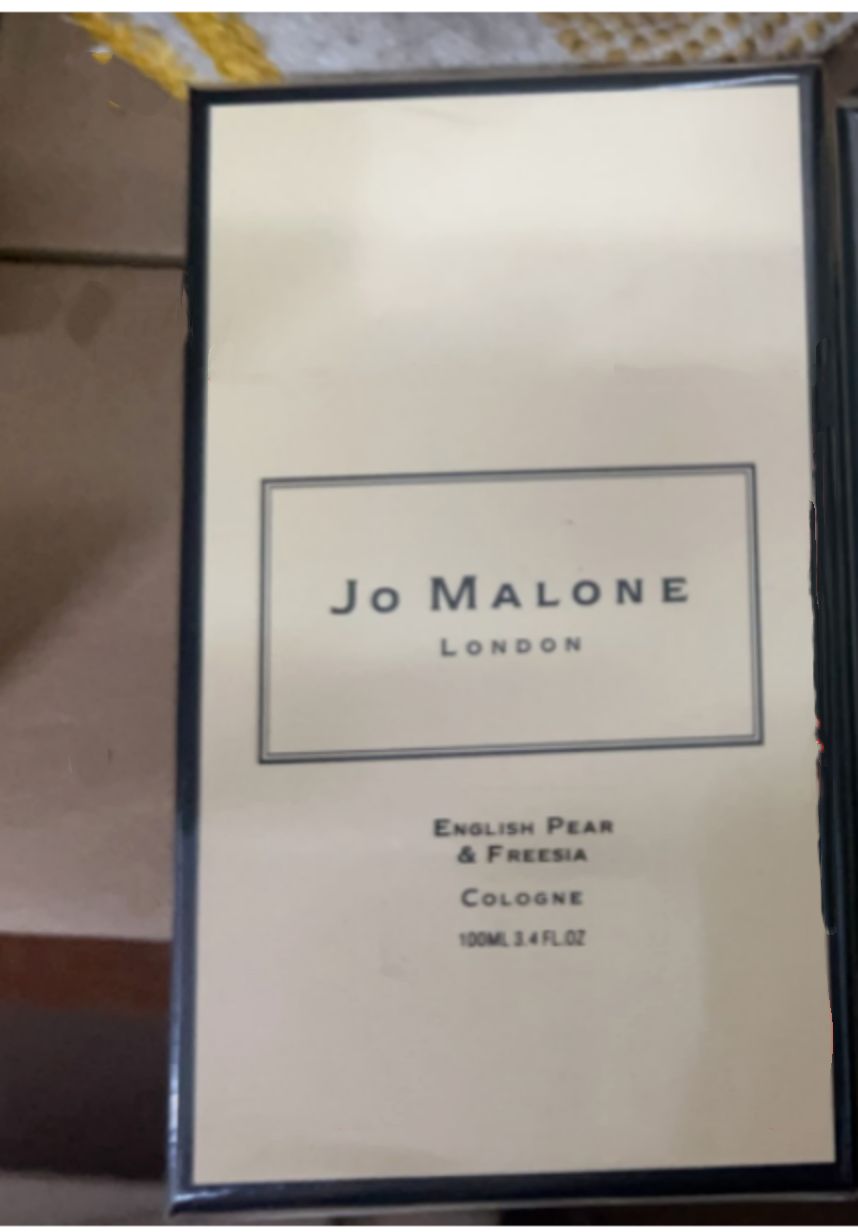 Jo Malone
London
English Pear
& Freesia
Cologne
100ML 3.4 FL.OZ